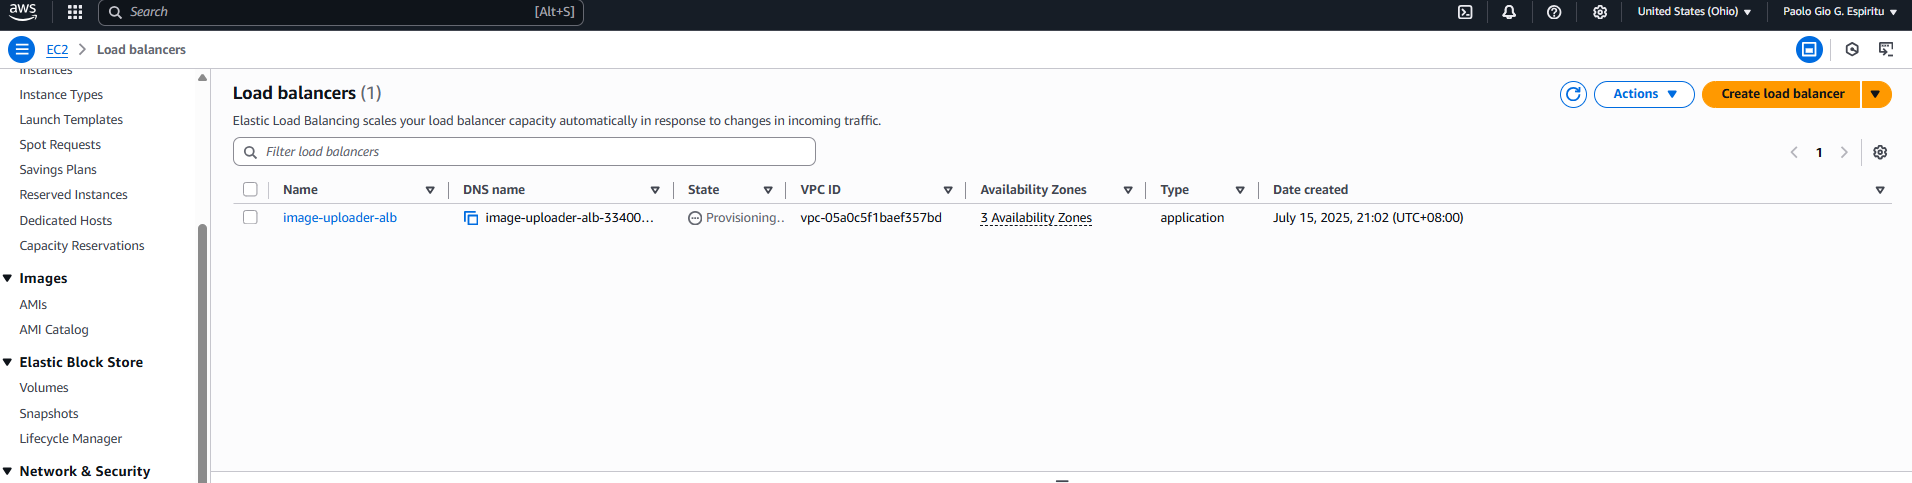 aws
Search [Alt+S] United States (Ohio) Paolo Gio G. Espiritu
EC2 Load balancers
Instances
Instance Types
Launch Templates
Spot Requests
Savings Plans
Reserved Instances
Dedicated Hosts
Capacity Reservations
Images
AMIs
AMI Catalog
Elastic Block Store
Volumes
Snapshots
Lifecycle Manager
Network & Security
Load balancers (1)
Actions
Create load balancer
Elastic Load Balancing scales your load balancer capacity automatically in response to changes in incoming traffic.
Filter load balancers
1
Name DNS name State VPC ID Availability Zones Type Date created
image-uploader-alb image-uploader-alb-33400... Provisioning.. vpc-05a0c5f1baef357bd 3 Availability Zones application July 15, 2025, 21:02 (UTC+08:00)